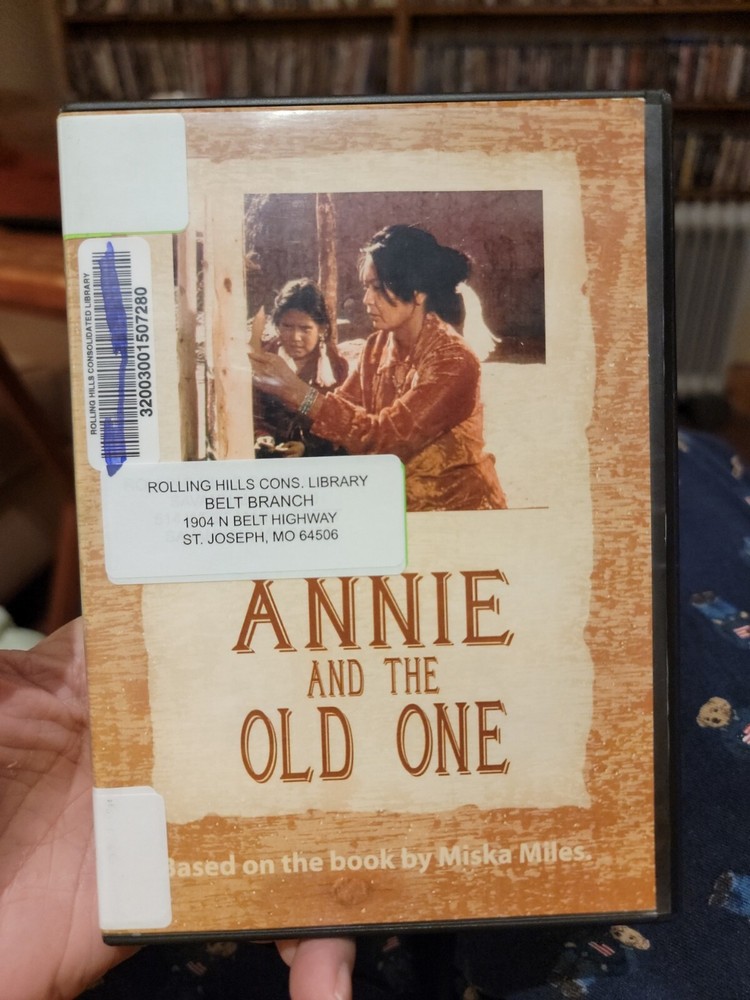 ROLLING HILLS CONSOLIDATED LIBRARY
32003001507280
ROLLING HILLS CONS. LIBRARY
BELT BRANCH
1904 N BELT HIGHWAY
ST. JOSEPH, MO 64506
ANNIE
AND THE
OLD ONE
Based on the book by Miska MIles.